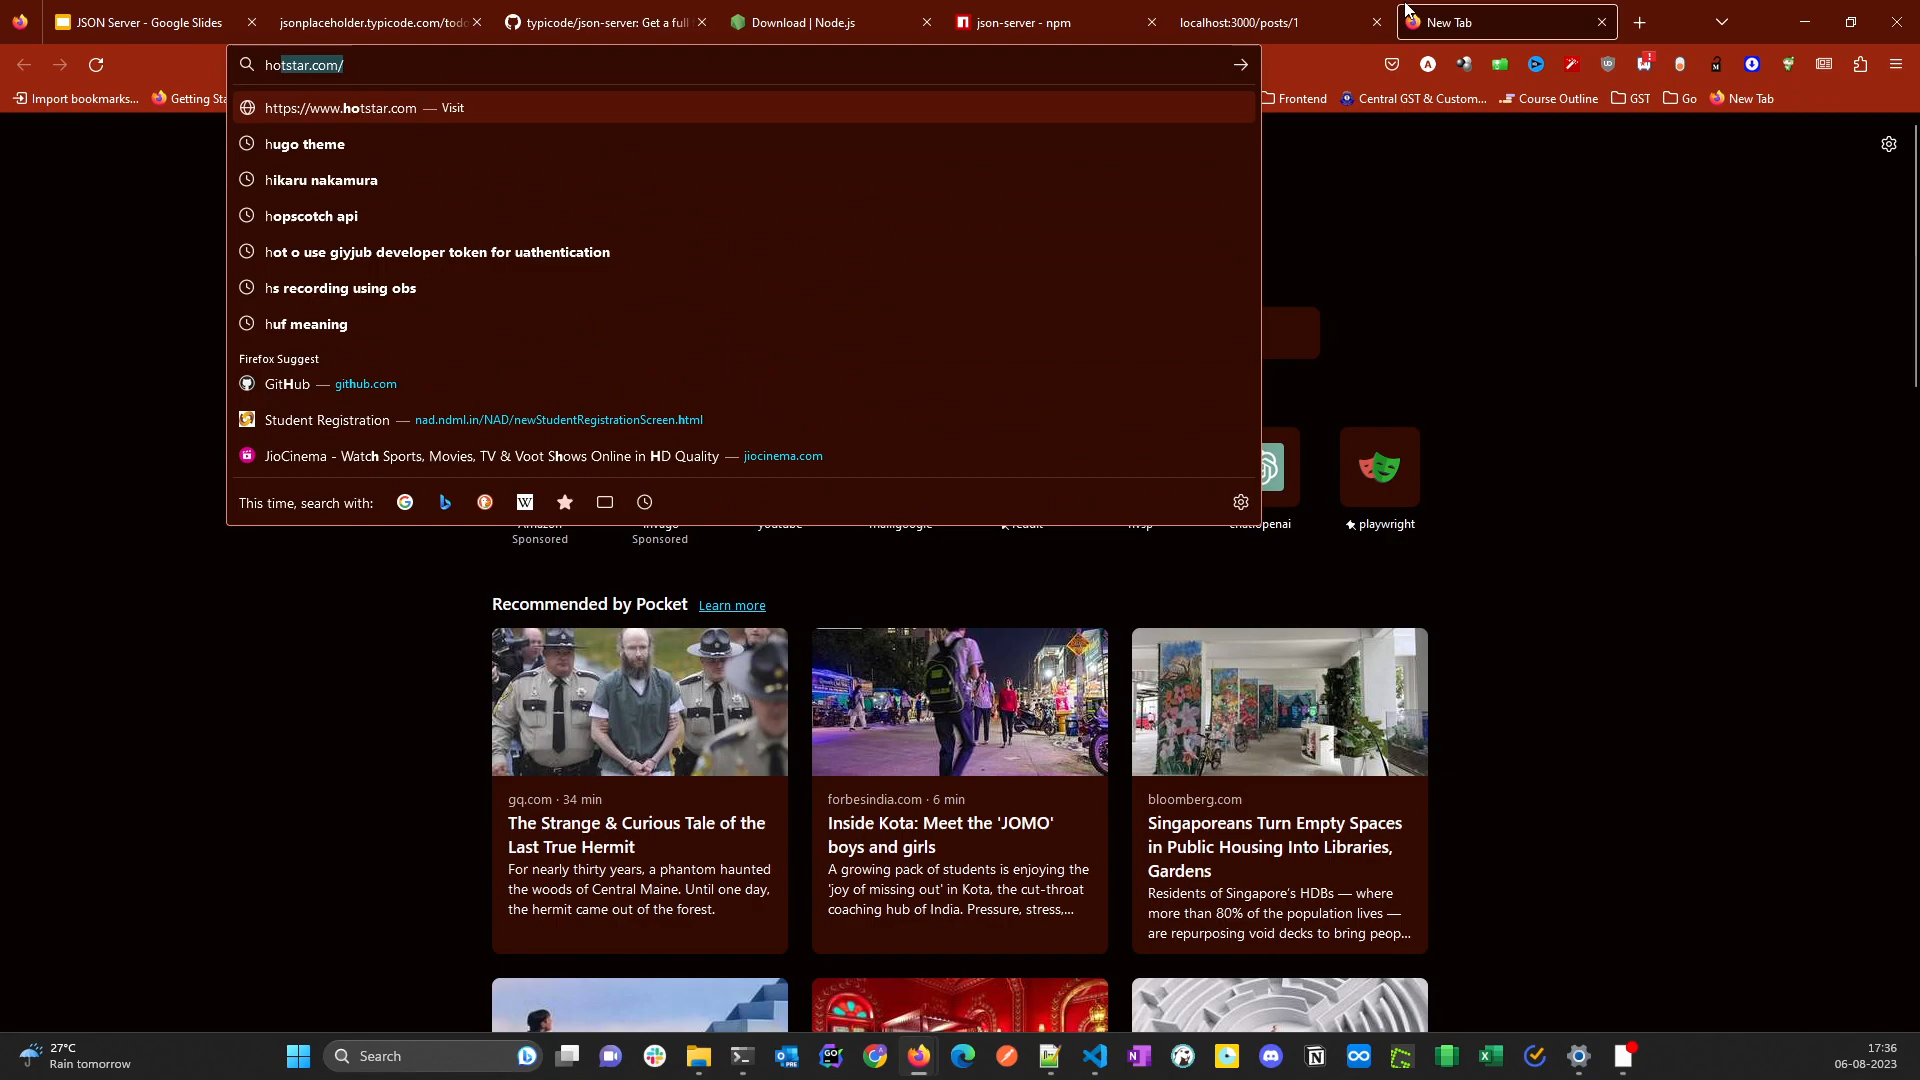 JSON Server - Google Slides
jsonplaceholder.typicode.com/todo
typicode/json-server: Get a full
Download | Node.js
json-server - npm
localhost:3000/posts/1
New Tab
hotstar.com/
Import bookmarks...
Getting Sta
Frontend
Central GST & Custom...
Course Outline
GST
Go
New Tab
https://www.hotstar.com — Visit
hugo theme
hikaru nakamura
hopscotch api
hot o use giyjub developer token for uathentication
hs recording using obs
huf meaning
Firefox Suggest
GitHub — github.com
Student Registration — nad.ndml.in/NAD/newStudentRegistrationScreen.html
JioCinema - Watch Sports, Movies, TV & Voot Shows Online in HD Quality — jiocinema.com
This time, search with:
Amazon
youtube
reddit
playwright
Sponsored
Sponsored
Recommended by Pocket Learn more
gq.com · 34 min
The Strange & Curious Tale of the
Last True Hermit
For nearly thirty years, a phantom haunted
the woods of Central Maine. Until one day,
the hermit came out of the forest.
forbesindia.com · 6 min
Inside Kota: Meet the 'JOMO'
boys and girls
A growing pack of students is enjoying the
'joy of missing out' in Kota, the cut-throat
coaching hub of India. Pressure, stress,...
bloomberg.com
Singaporeans Turn Empty Spaces
in Public Housing Into Libraries,
Gardens
Residents of Singapore's HDBs — where
more than 80% of the population lives —
are repurposing void decks to bring peop...
27°C
Rain tomorrow
Search
17:36
06-08-2023